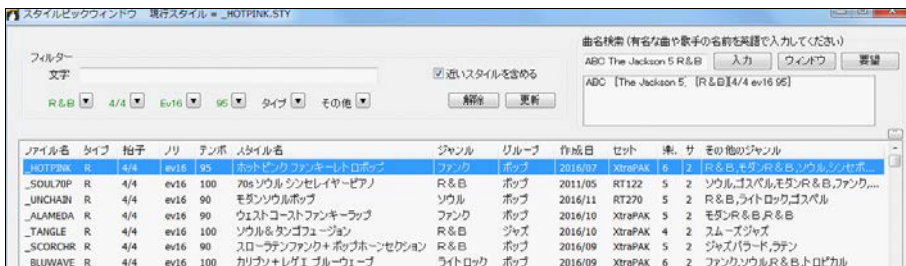 スタイルピックウィンドウ 現行スタイル = _HOTPINK.STY
曲名検索 (有名な曲や歌手の名前を英語で入力してください)
フィルター
文字
近いスタイルを含める
ABC The Jackson 5 R&B 入力 ウィンドウ 要望
R&B 4/4 Ev16 95 タイプ その他 解除 更新
ABC [The Jackson 5, [R&B][4/4 ev16 95]
ファイル名 タイプ 拍子 ノリ テンポ スタイル名 ジャンル グループ 作成日 セット 楽. サ その他のジャンル
_HOTPINK R 4/4 ev16 95 ホットピンク ファンキーレトロポップ ファンク ポップ 2016/07 XtraPAK 6 2 R&B,モダンR&B,ソウル,シンセポ...
_SOUL70P R 4/4 ev16 100 70s ソウル シンセレイヤーピアノ R&B ポップ 2011/05 RT122 5 2 ソウル,ゴスペル,モダンR&B,ファンク,...
_UNCHAIN R 4/4 ev16 90 モダンソウルポップ ソウル ポップ 2016/11 RT270 5 2 R&B,ライトロック,ゴスペル
_ALAMEDA R 4/4 ev16 90 ウェストコーストファンキーラップ ファンク ポップ 2016/10 XtraPAK 5 2 モダンR&B,R&B
_TANGLE R 4/4 ev16 100 ソウル&タンゴフュージョン R&B ジャズ 2016/10 XtraPAK 4 2 スムーズジャズ
_SCORCHR R 4/4 ev16 90 スローラテンファンク+ポップホーンセクション R&B ポップ 2016/09 XtraPAK 5 2 ジャズバラード,ラテン
_BLUWAVE R 4/4 ev16 100 カリプソ+レゲエ ブルーウェーブ ライトロック ポップ 2016/09 XtraPAK 6 2 ファンク,ソウル,R&B,トロピカル